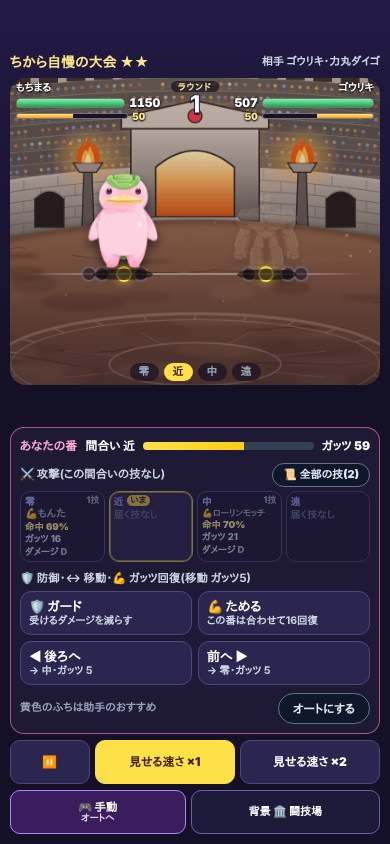 ちから自慢の大会 ★★
相手 ゴウリキ・力丸ダイゴ
もちまる
ラウンド
ゴウリキ
1150
1
507
50
50
零 近 中 遠
あなたの番 間合い 近 ガッツ 59
⚔️ 攻撃(この間合いの技なし)
📜 全部の技(2)
零 1技
💪もんた
命中 69%
ガッツ 16
ダメージ D
近 いま
届く技なし
中 1技
💪ローリンモッチ
命中 70%
ガッツ 21
ダメージ D
遠
届く技なし
🛡️ 防御・↔ 移動・💪 ガッツ回復(移動 ガッツ5)
🛡️ ガード
受けるダメージを減らす
💪 ためる
この番は合わせて16回復
◀ 後ろへ
→ 中・ガッツ 5
前へ ▶
→ 零・ガッツ 5
黄色のふちは助手のおすすめ
オートにする
⏸️
見せる速さ ×1
見せる速さ ×2
🎮 手動
オートへ
背景 🏛️ 闘技場